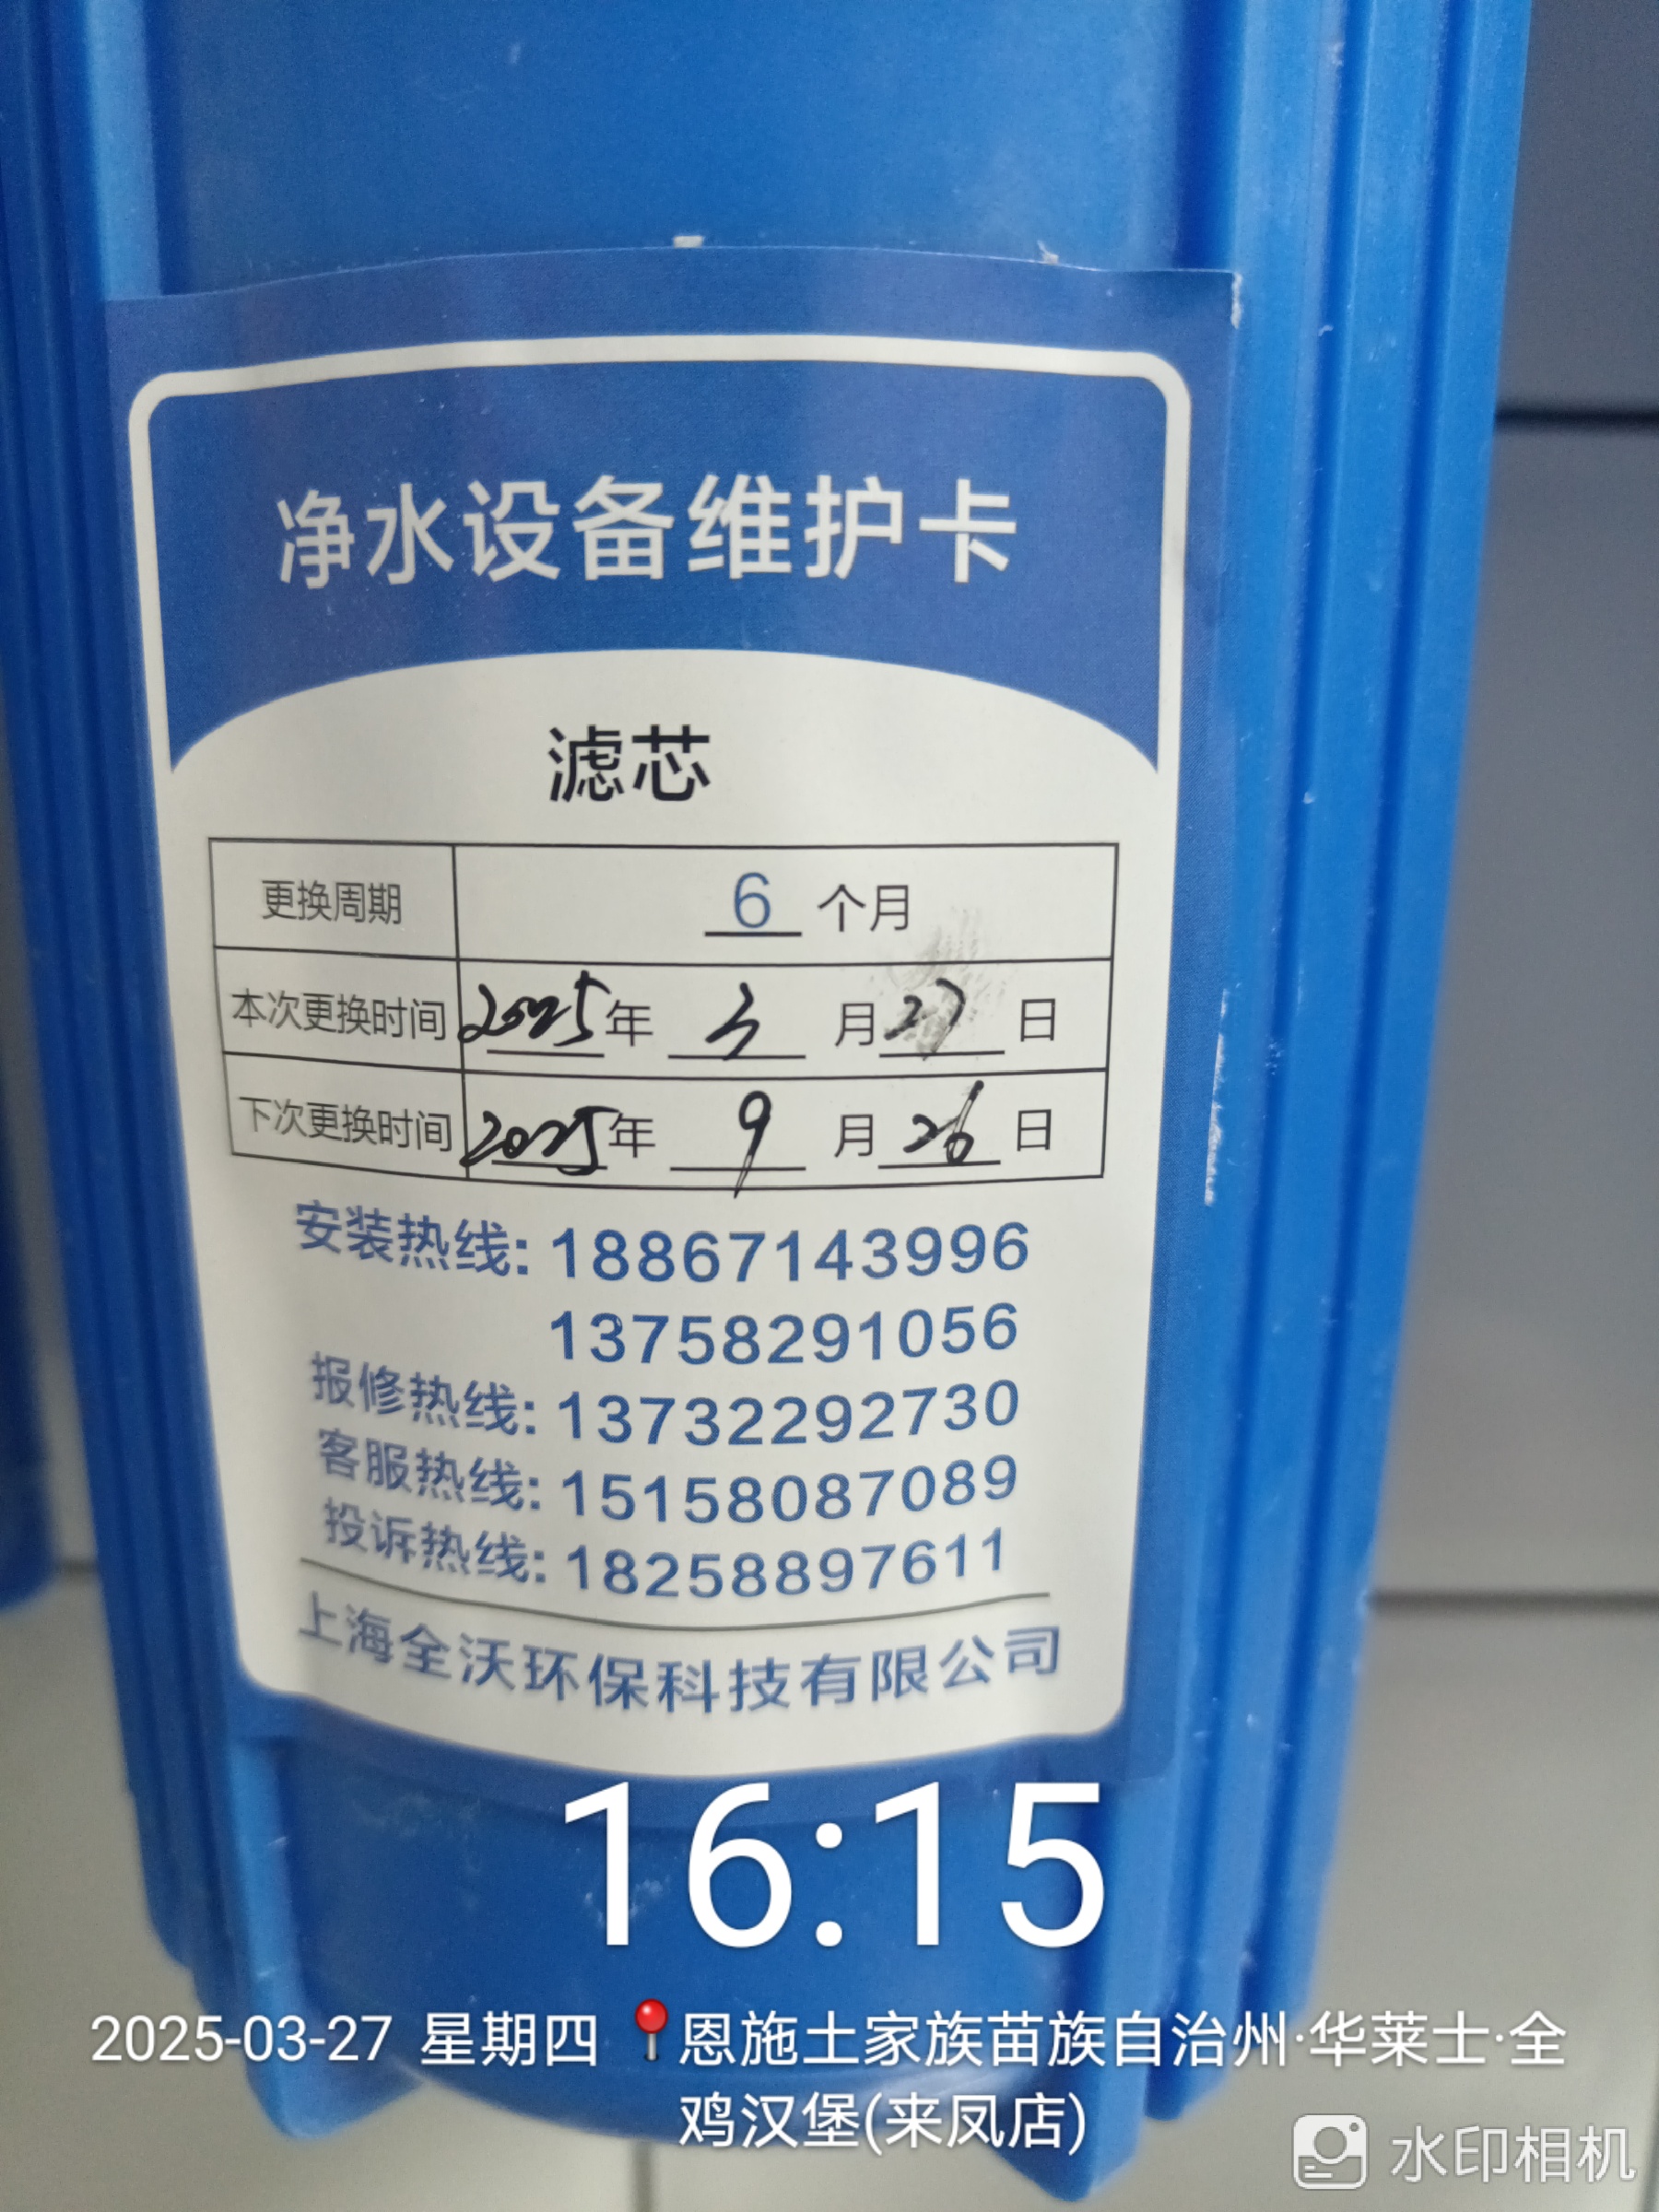 净水设备维护卡
滤芯
更换周期 6 个月
本次更换时间 2025年 3 月 27 日
下次更换时间 2025年 9 月 26 日
安装热线: 18867143996
13758291056
报修热线: 13732292730
客服热线: 15158087089
投诉热线: 18258897611
上海全沃环保科技有限公司
16:15
2025-03-27 星期四 恩施土家族苗族自治州·华莱士·全
鸡汉堡(来凤店)
水印相机